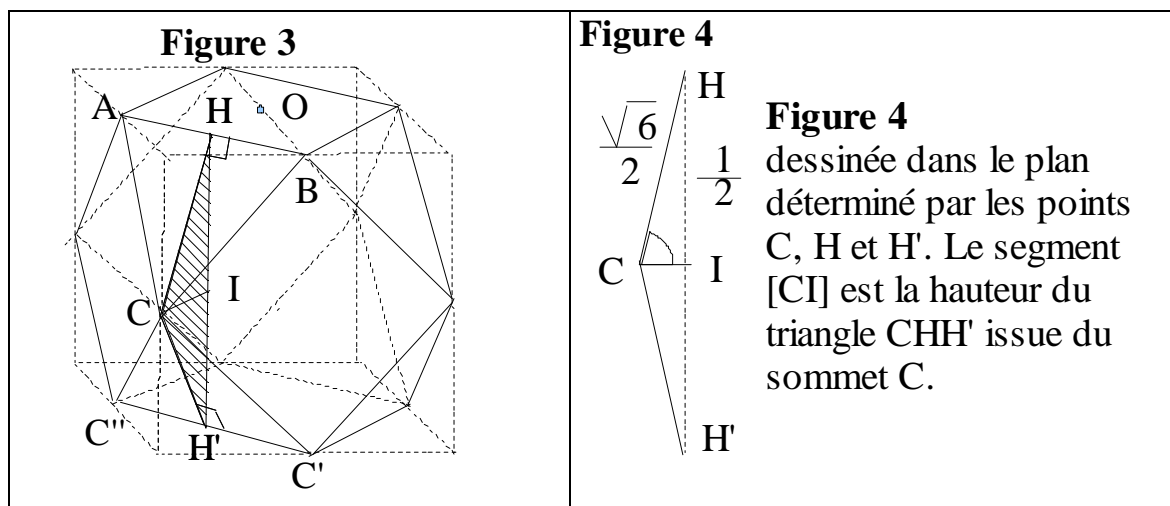 Figure 3
A
H
O
B
I
C
C''
H'
C'
Figure 4
H
√6
2
1
2
C
I
H'
Figure 4
dessinée dans le plan
déterminé par les points
C, H et H'. Le segment
[CI] est la hauteur du
triangle CHH' issue du
sommet C.